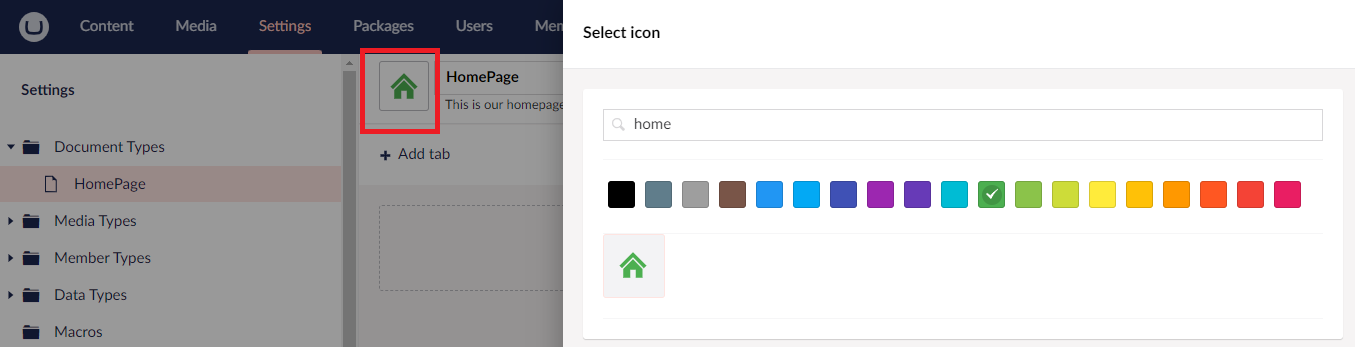 Content Media Settings Packages Users Mem
Select icon
Settings
HomePage
This is our homepage
home
Document Types
Add tab
HomePage
Media Types
Member Types
Data Types
Macros